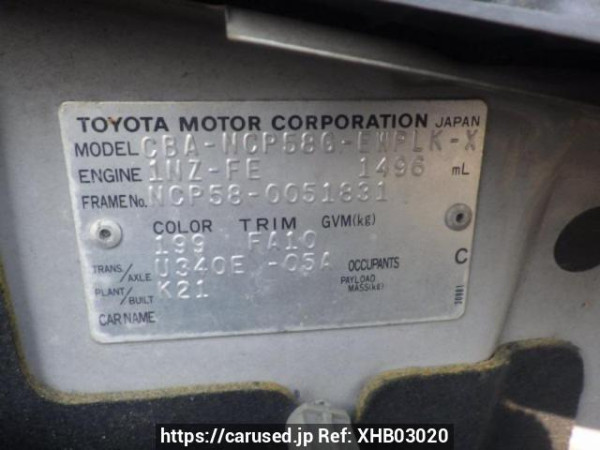 TOYOTA MOTOR CORPORATION JAPAN
MODEL CBA-NCP58G-EWPLK-X
ENGINE 1NZ-FE 1496 mL
FRAME No. NCP58-0051831
COLOR TRIM GVM(kg)
199 FA10
TRANS/AXLE U340E -05A OCCUPANTS C
PLANT/BUILT K21 PAYLOAD MASS(kg)
CAR NAME
https://carused.jp Ref: XHB03020